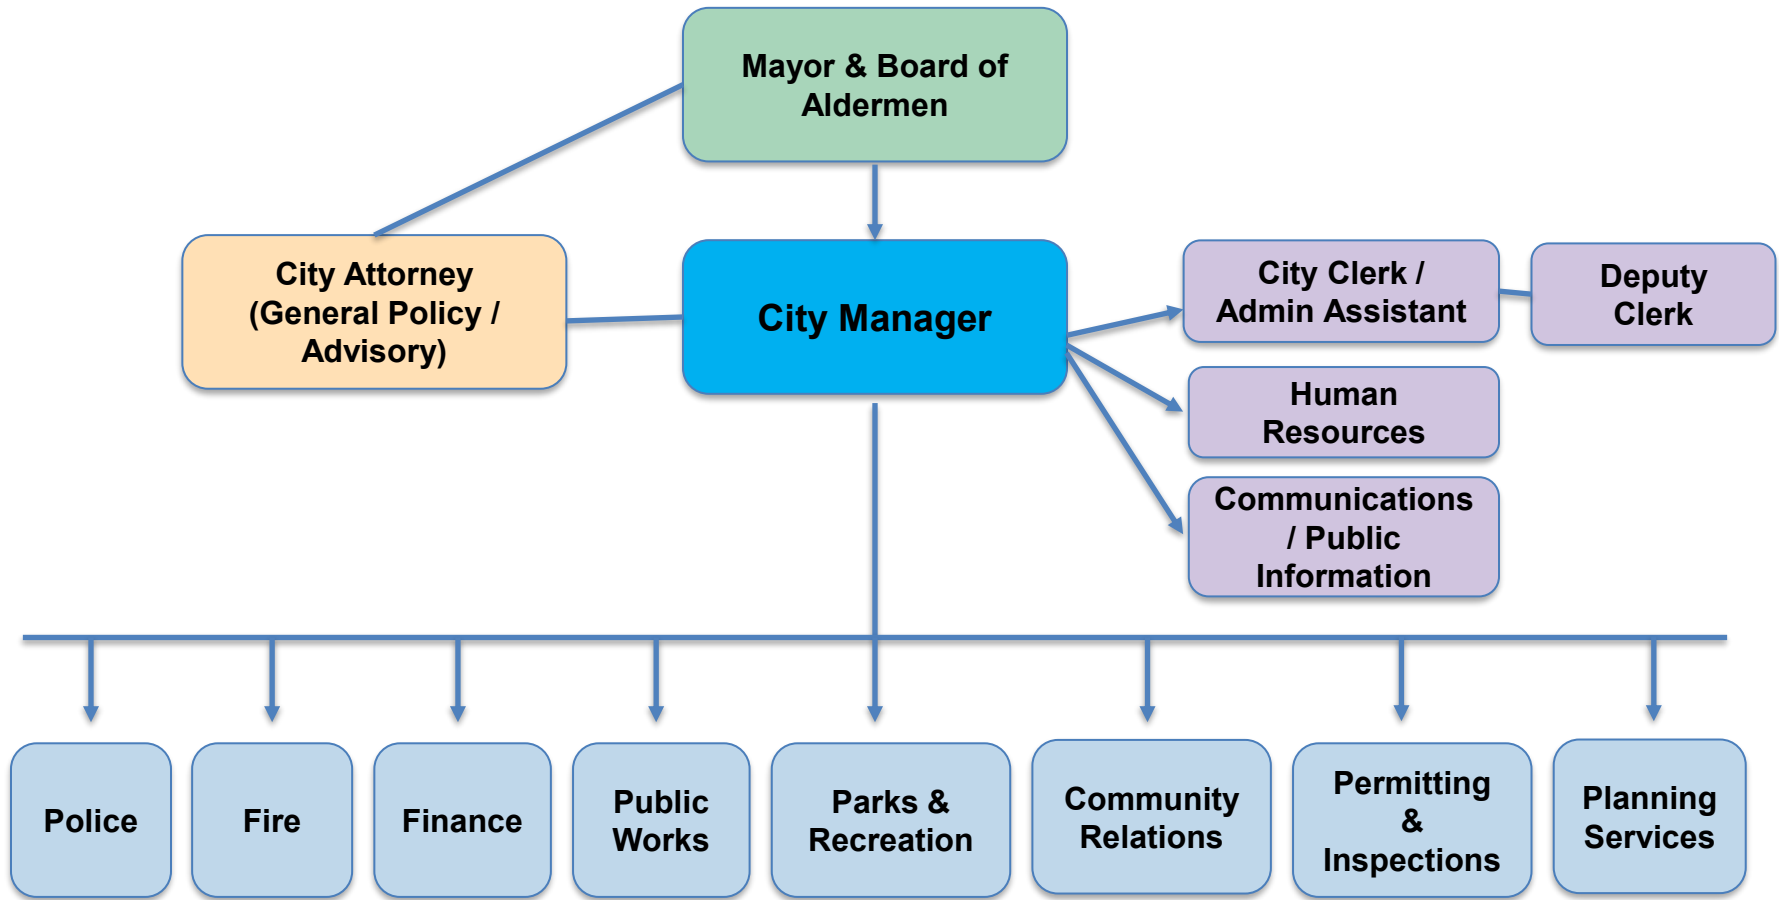 Mayor & Board of
Aldermen
City Attorney
(General Policy /
Advisory)
City Manager
City Clerk /
Admin Assistant
Deputy
Clerk
Human
Resources
Communications
/ Public
Information
Police
Fire
Finance
Public
Works
Parks &
Recreation
Community
Relations
Permitting
&
Inspections
Planning
Services